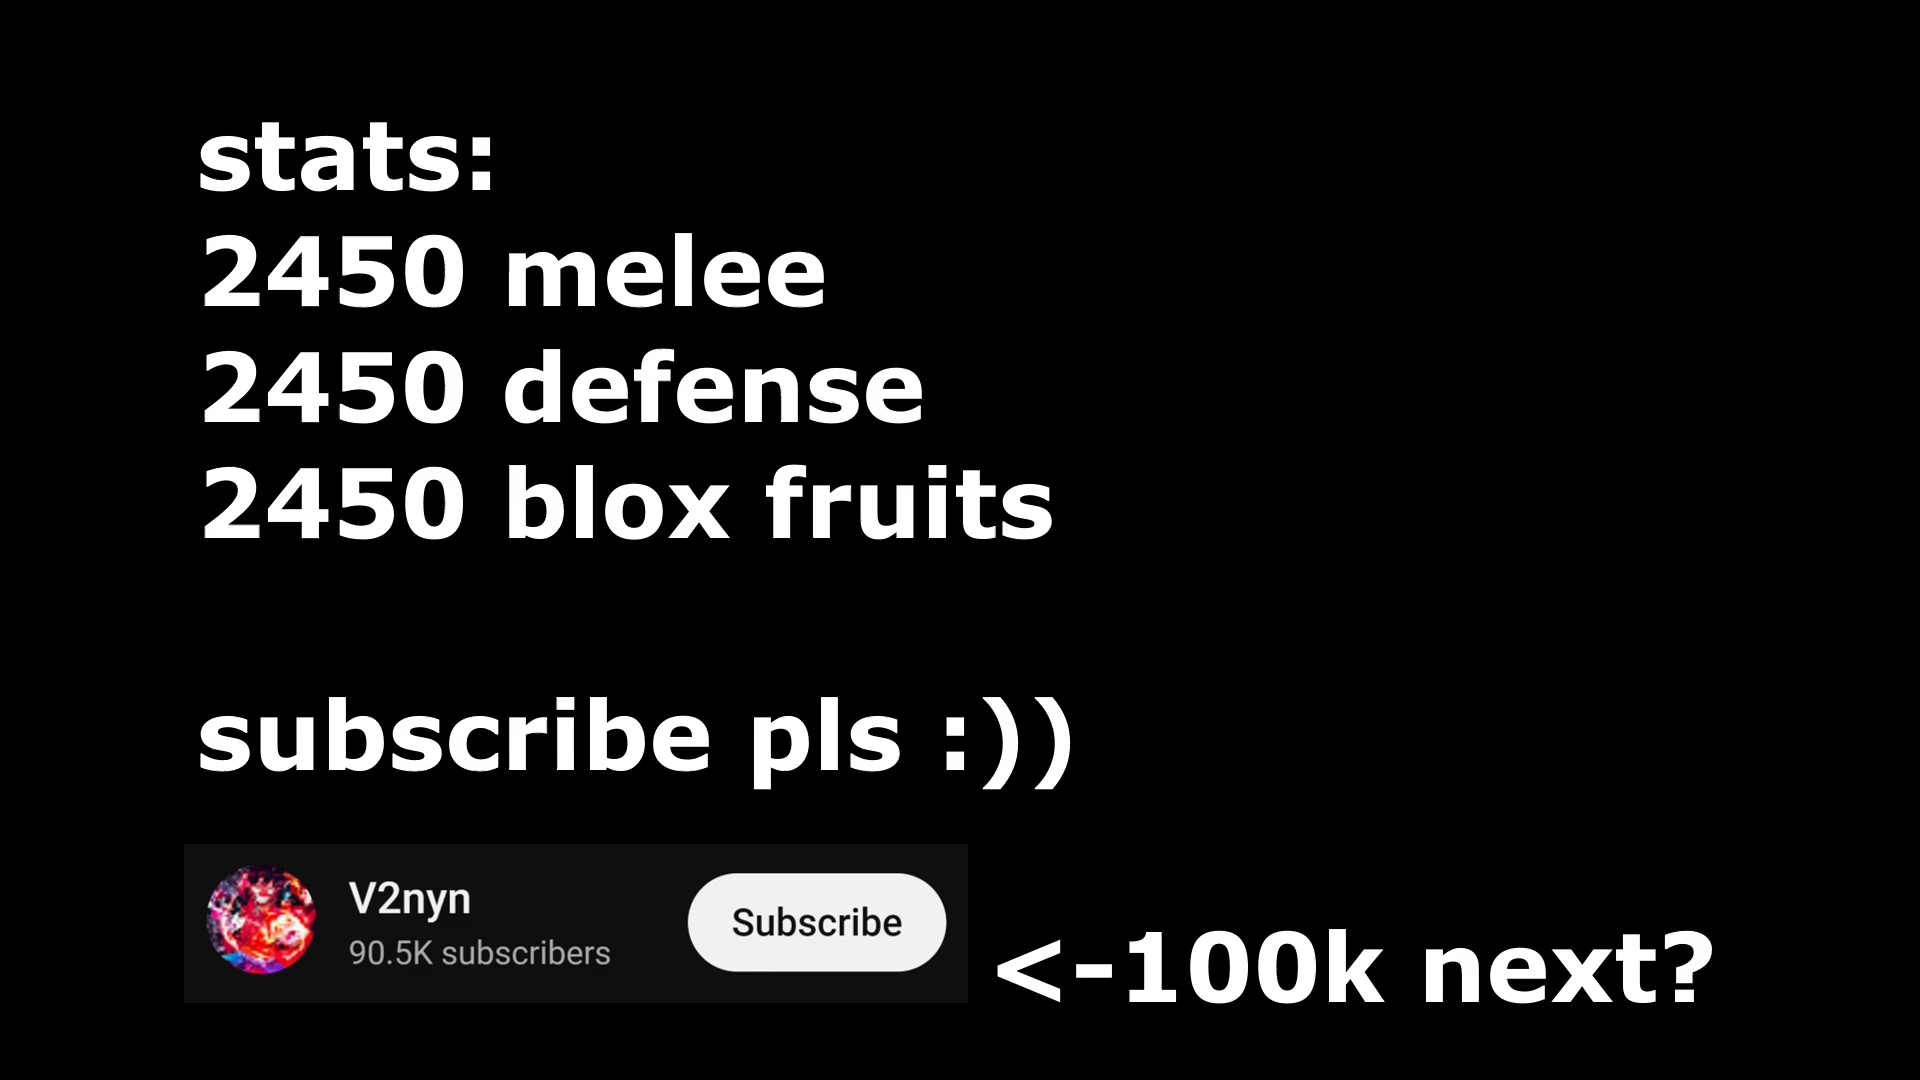 stats:
2450 melee
2450 defense
2450 blox fruits
subscribe pls :))
V2nyn
90.5K subscribers
Subscribe
<-100k next?